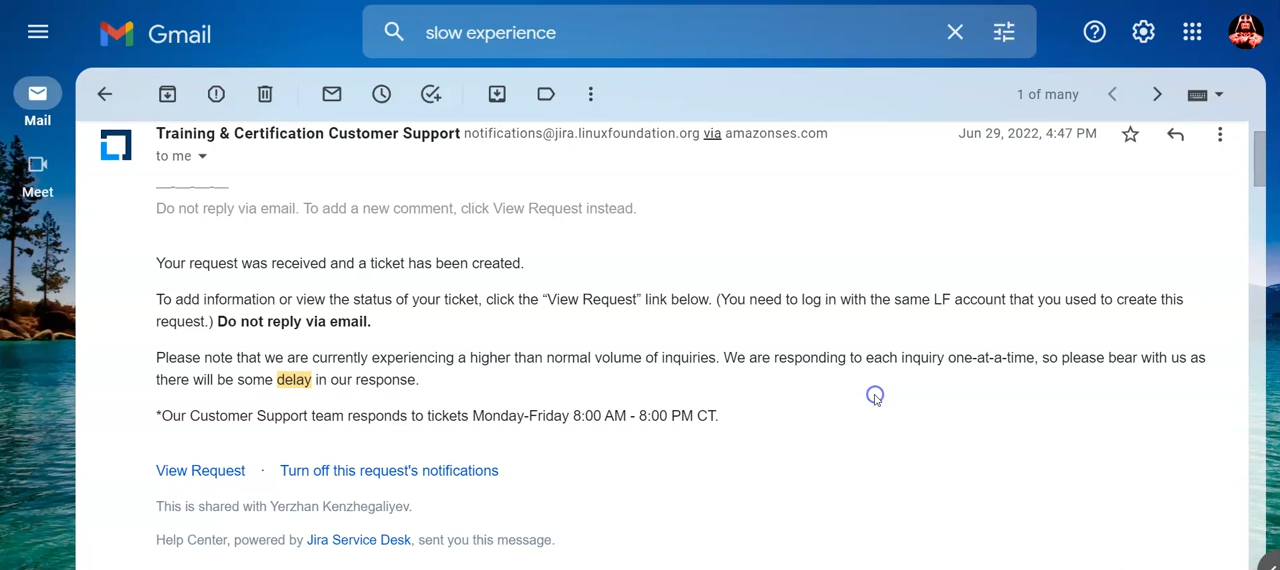 Gmail
slow experience
1 of many
Mail
Meet
Training & Certification Customer Support notifications@jira.linuxfoundation.org via amazonses.com
Jun 29, 2022, 4:47 PM
to me
—-—-—-—
Do not reply via email. To add a new comment, click View Request instead.
Your request was received and a ticket has been created.
To add information or view the status of your ticket, click the “View Request” link below. (You need to log in with the same LF account that you used to create this
request.) Do not reply via email.
Please note that we are currently experiencing a higher than normal volume of inquiries. We are responding to each inquiry one-at-a-time, so please bear with us as
there will be some delay in our response.
*Our Customer Support team responds to tickets Monday-Friday 8:00 AM - 8:00 PM CT.
View Request · Turn off this request's notifications
This is shared with Yerzhan Kenzhegaliyev.
Help Center, powered by Jira Service Desk, sent you this message.